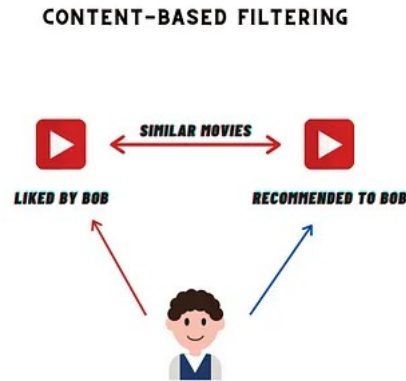 CONTENT-BASED FILTERING
SIMILAR MOVIES
LIKED BY BOB
RECOMMENDED TO BOB